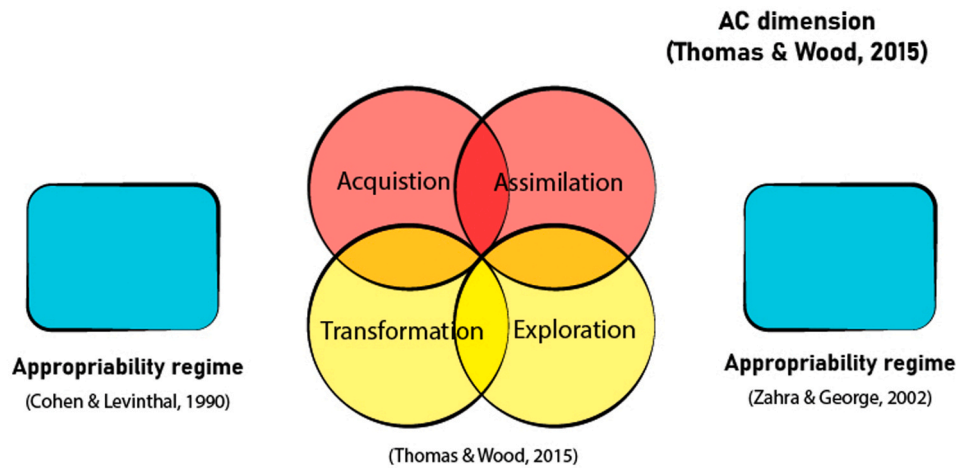 AC dimension
(Thomas & Wood, 2015)
Acquistion
Assimilation
Transformation
Exploration
Appropriability regime
(Cohen & Levinthal, 1990)
Appropriability regime
(Zahra & George, 2002)
(Thomas & Wood, 2015)